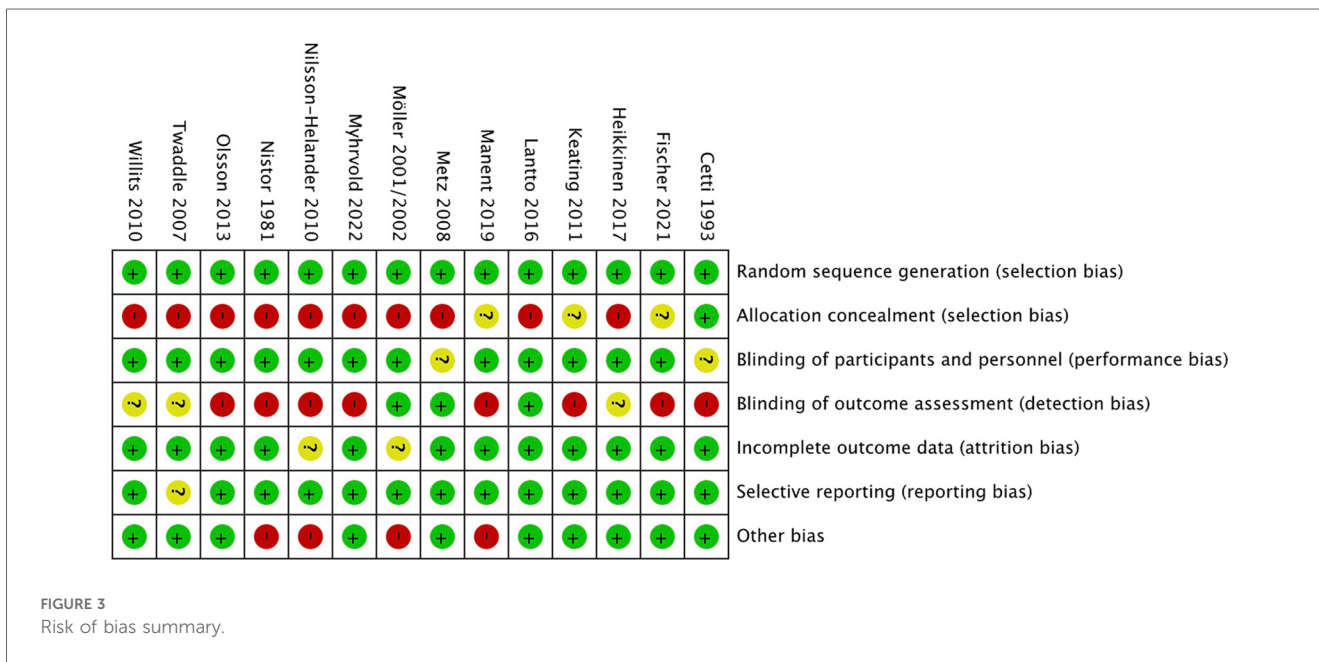 Willits 2010
Twaddle 2007
Olsson 2013
Nistor 1981
Nilsson-Helander 2010
Myhrvold 2022
Möller 2001/2002
Metz 2008
Manent 2019
Lantto 2016
Keating 2011
Heikkinen 2017
Fischer 2021
Cetti 1993
+ + + + + + + + + + + + + + Random sequence generation (selection bias)
- - - - - - - - ? - ? - ? + Allocation concealment (selection bias)
+ + + + + + + ? + + + + + ? Blinding of participants and personnel (performance bias)
? ? - - - - + + - + - ? - - Blinding of outcome assessment (detection bias)
+ + + + ? + ? + + + + + + + Incomplete outcome data (attrition bias)
+ ? + + + + + + + + + + + + Selective reporting (reporting bias)
+ + + - - + - + - + + + + + Other bias
FIGURE 3
Risk of bias summary.